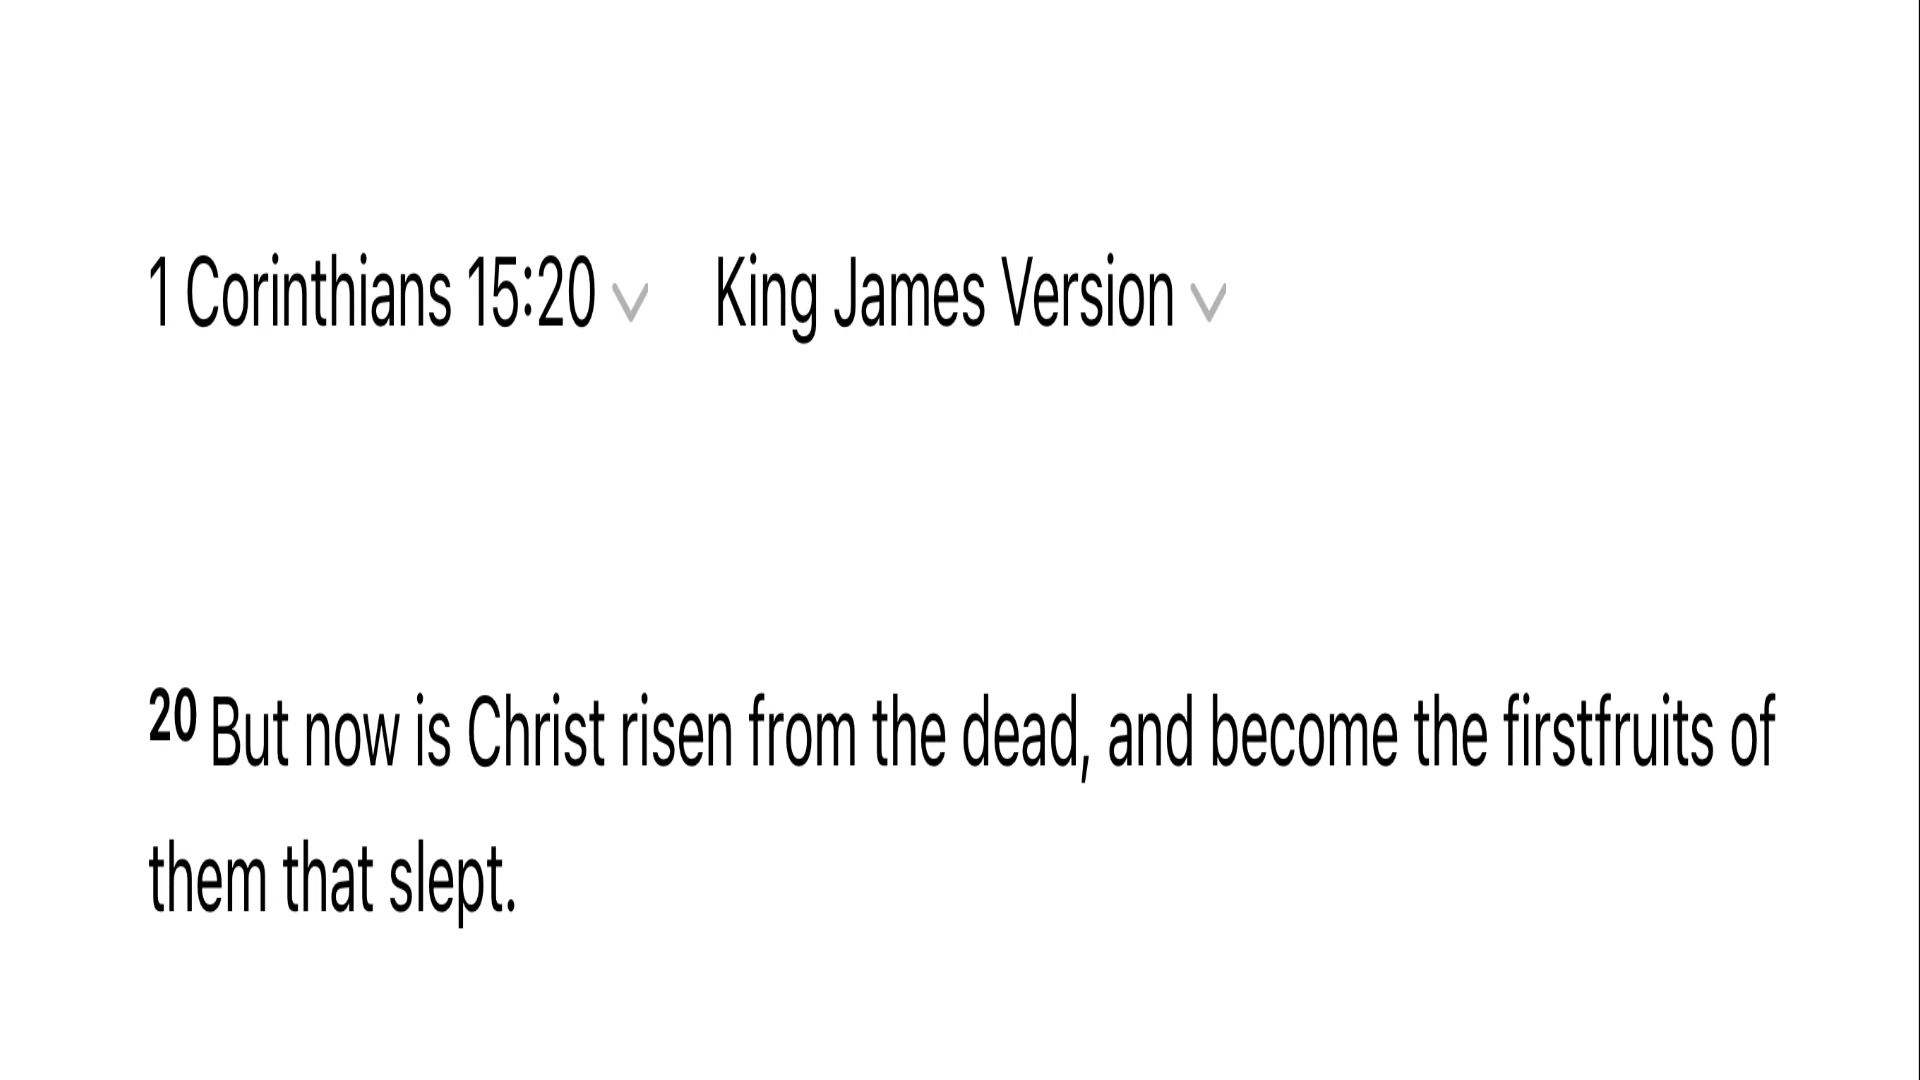 1 Corinthians 15:20 King James Version
20 But now is Christ risen from the dead, and become the firstfruits of
them that slept.